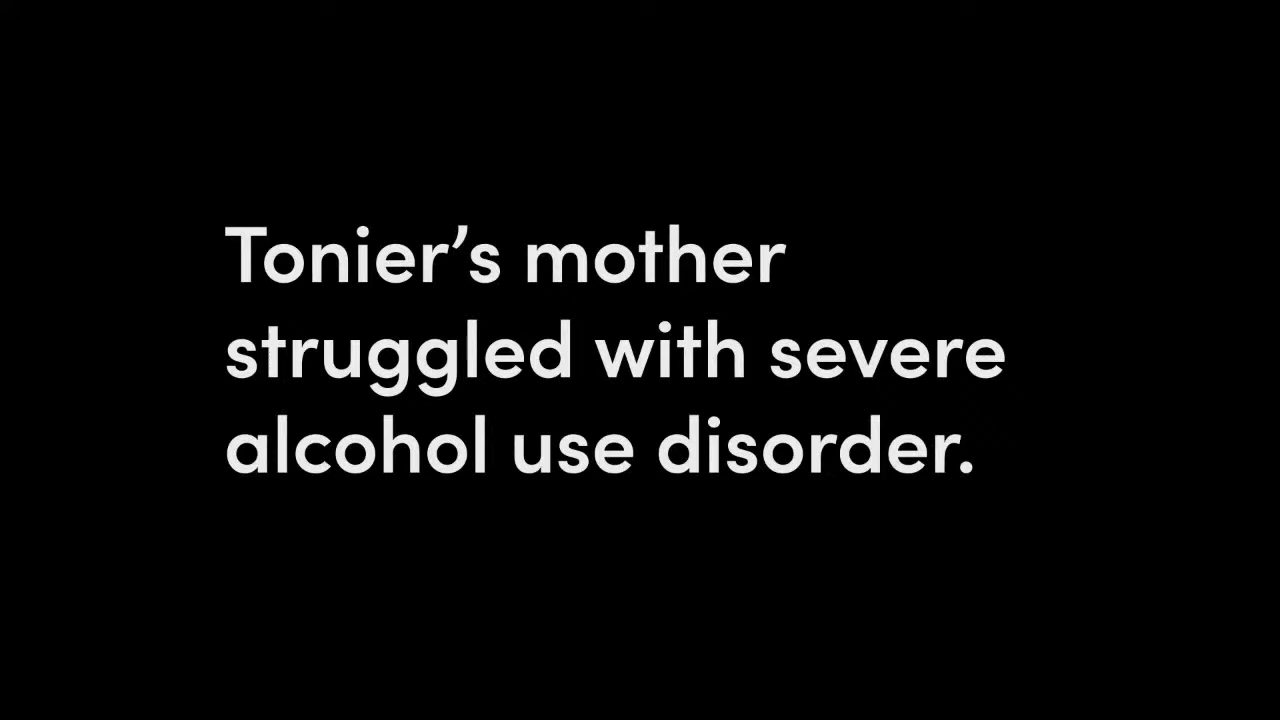 Tonier’s mother
struggled with severe
alcohol use disorder.